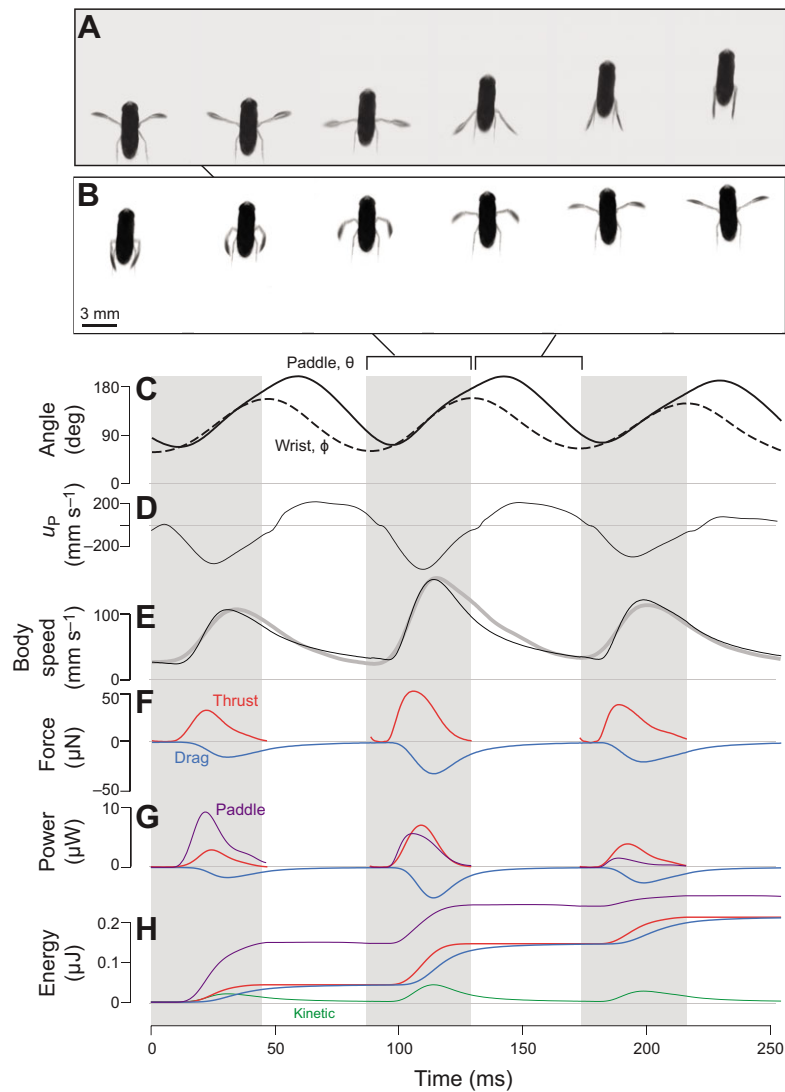 A
B
3 mm
Paddle, θ
C
180
90
0
Angle
(deg)
Wrist, ϕ
D
200
−200
uP
(mm s−1)
E
100
0
Body
speed
(mm s−1)
F
50
0
−50
Force
(µN)
Thrust
Drag
G
10
0
Power
(µW)
Paddle
H
0.2
0.1
0
Energy
(µJ)
Kinetic
0 50 100 150 200 250
Time (ms)